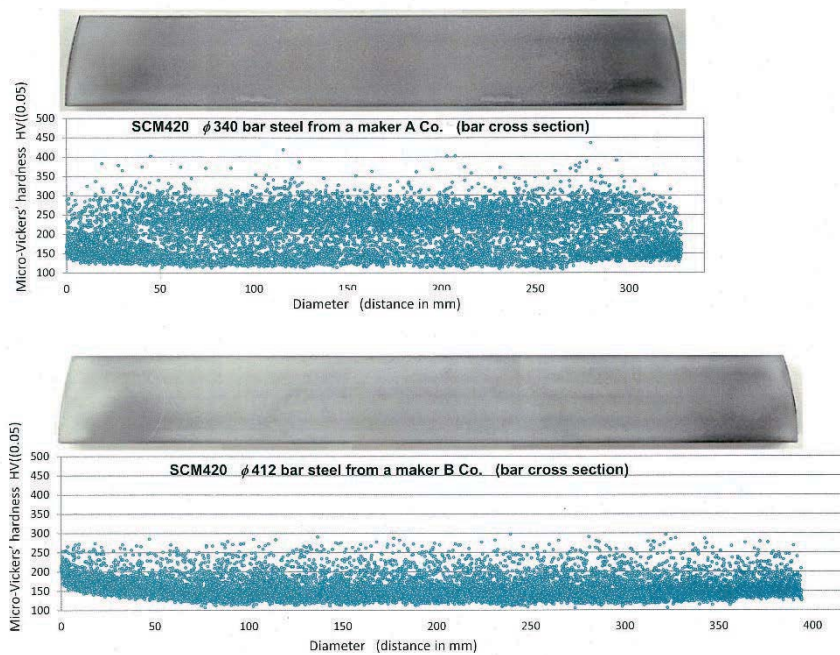 SCM420 ϕ340 bar steel from a maker A Co. (bar cross section)
Micro-Vickers' hardness HV((0.05)
500
450
400
350
300
250
200
150
100
0 50 100 150 200 250 300
Diameter (distance in mm)
SCM420 ϕ412 bar steel from a maker B Co. (bar cross section)
Micro-Vickers' hardness HV((0.05)
500
450
400
350
300
250
200
150
100
0 50 100 150 200 250 300 350 400
Diameter (distance in mm)